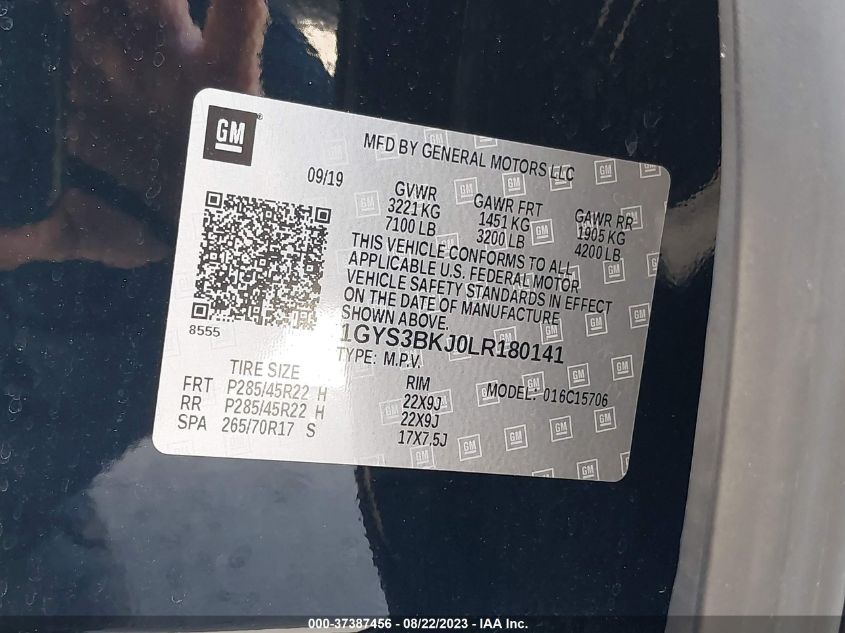 GM
MFD BY GENERAL MOTORS LLC
09/19
GVWR
3221 KG
7100 LB
GAWR FRT
1451 KG
3200 LB
GAWR RR
1905 KG
4200 LB
THIS VEHICLE CONFORMS TO ALL
APPLICABLE U.S. FEDERAL MOTOR
VEHICLE SAFETY STANDARDS IN EFFECT
ON THE DATE OF MANUFACTURE
SHOWN ABOVE.
8555
1GYS3BKJ0LR180141
TYPE: M.P.V.
MODEL: 016C15706
TIRE SIZE RIM
FRT P285/45R22 H 22X9J
RR P285/45R22 H 22X9J
SPA 265/70R17 S 17X7,5J
000-37387456 - 08/22/2023 - IAA Inc.